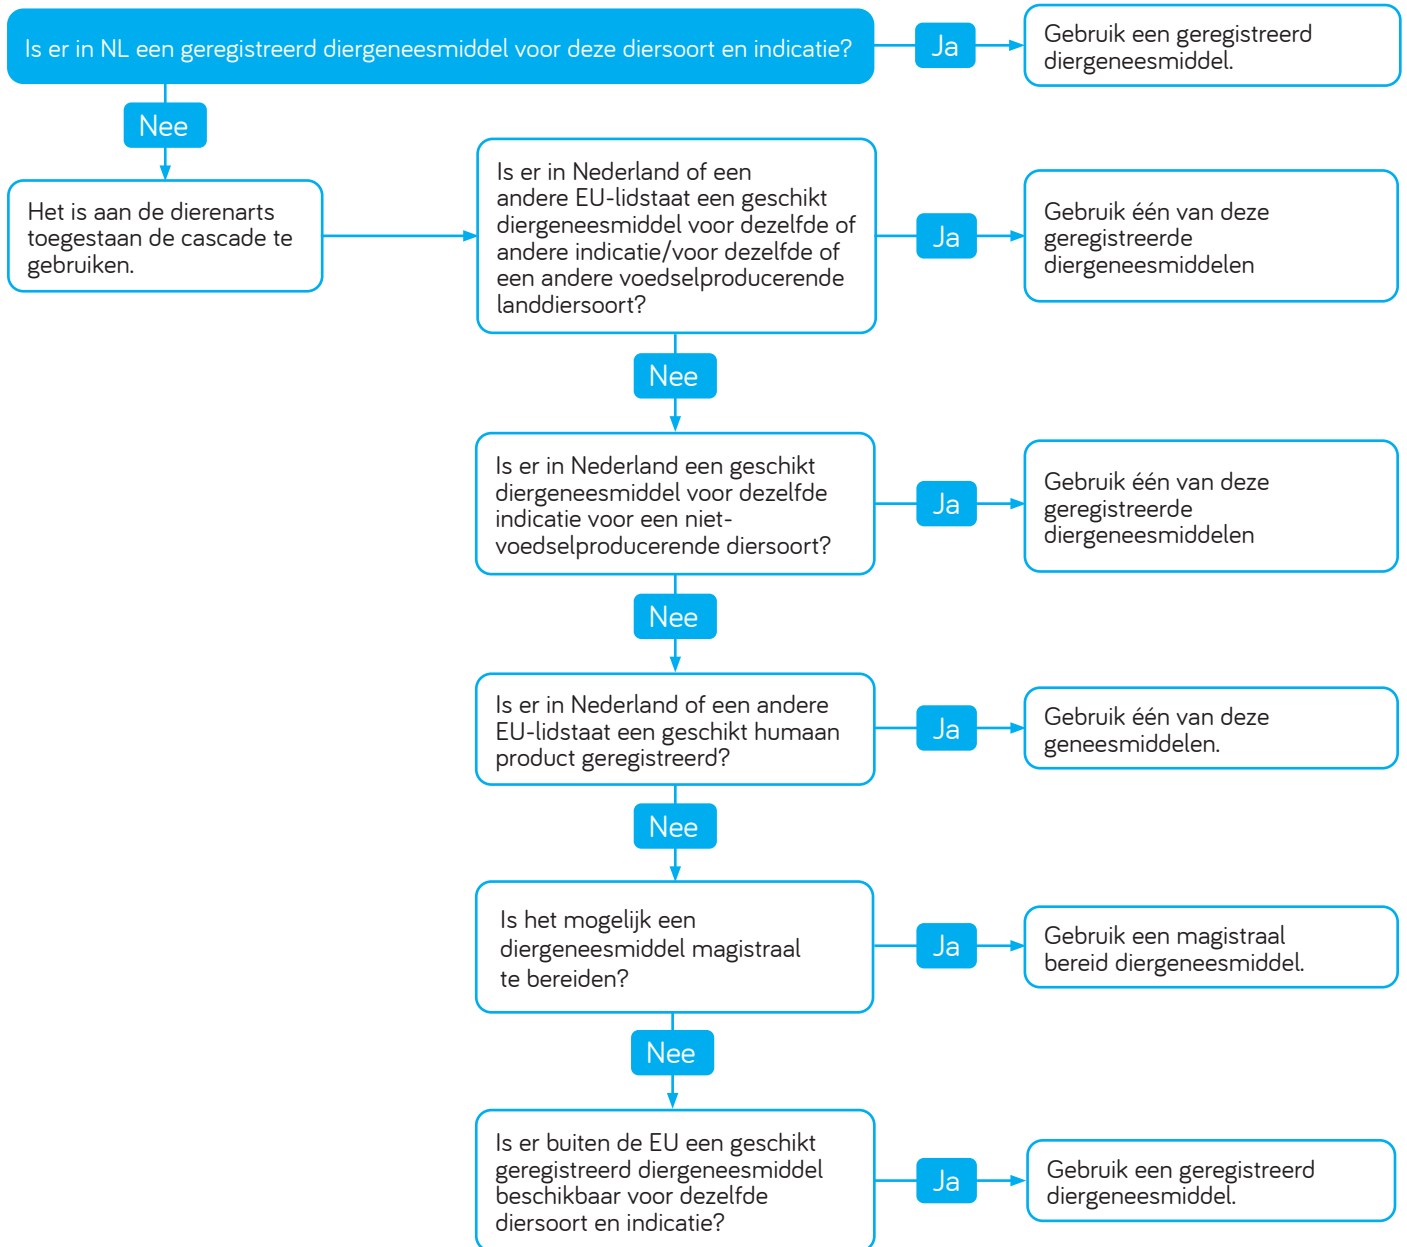 Is er in NL een geregistreerd diergeneesmiddel voor deze diersoort en indicatie?
Ja
Gebruik een geregistreerd
diergeneesmiddel.
Nee
Het is aan de dierenarts
toegestaan de cascade te
gebruiken.
Is er in Nederland of een
andere EU-lidstaat een geschikt
diergeneesmiddel voor dezelfde of
andere indicatie/voor dezelfde of
een andere voedselproducerende
landdiersoort?
Ja
Gebruik één van deze
geregistreerde
diergeneesmiddelen
Nee
Is er in Nederland een geschikt
diergeneesmiddel voor dezelfde
indicatie voor een niet-
voedselproducerende diersoort?
Ja
Gebruik één van deze
geregistreerde
diergeneesmiddelen
Nee
Is er in Nederland of een andere
EU-lidstaat een geschikt humaan
product geregistreerd?
Ja
Gebruik één van deze
geneesmiddelen.
Nee
Is het mogelijk een
diergeneesmiddel magistraal
te bereiden?
Ja
Gebruik een magistraal
bereid diergeneesmiddel.
Nee
Is er buiten de EU een geschikt
geregistreerd diergeneesmiddel
beschikbaar voor dezelfde
diersoort en indicatie?
Ja
Gebruik een geregistreerd
diergeneesmiddel.